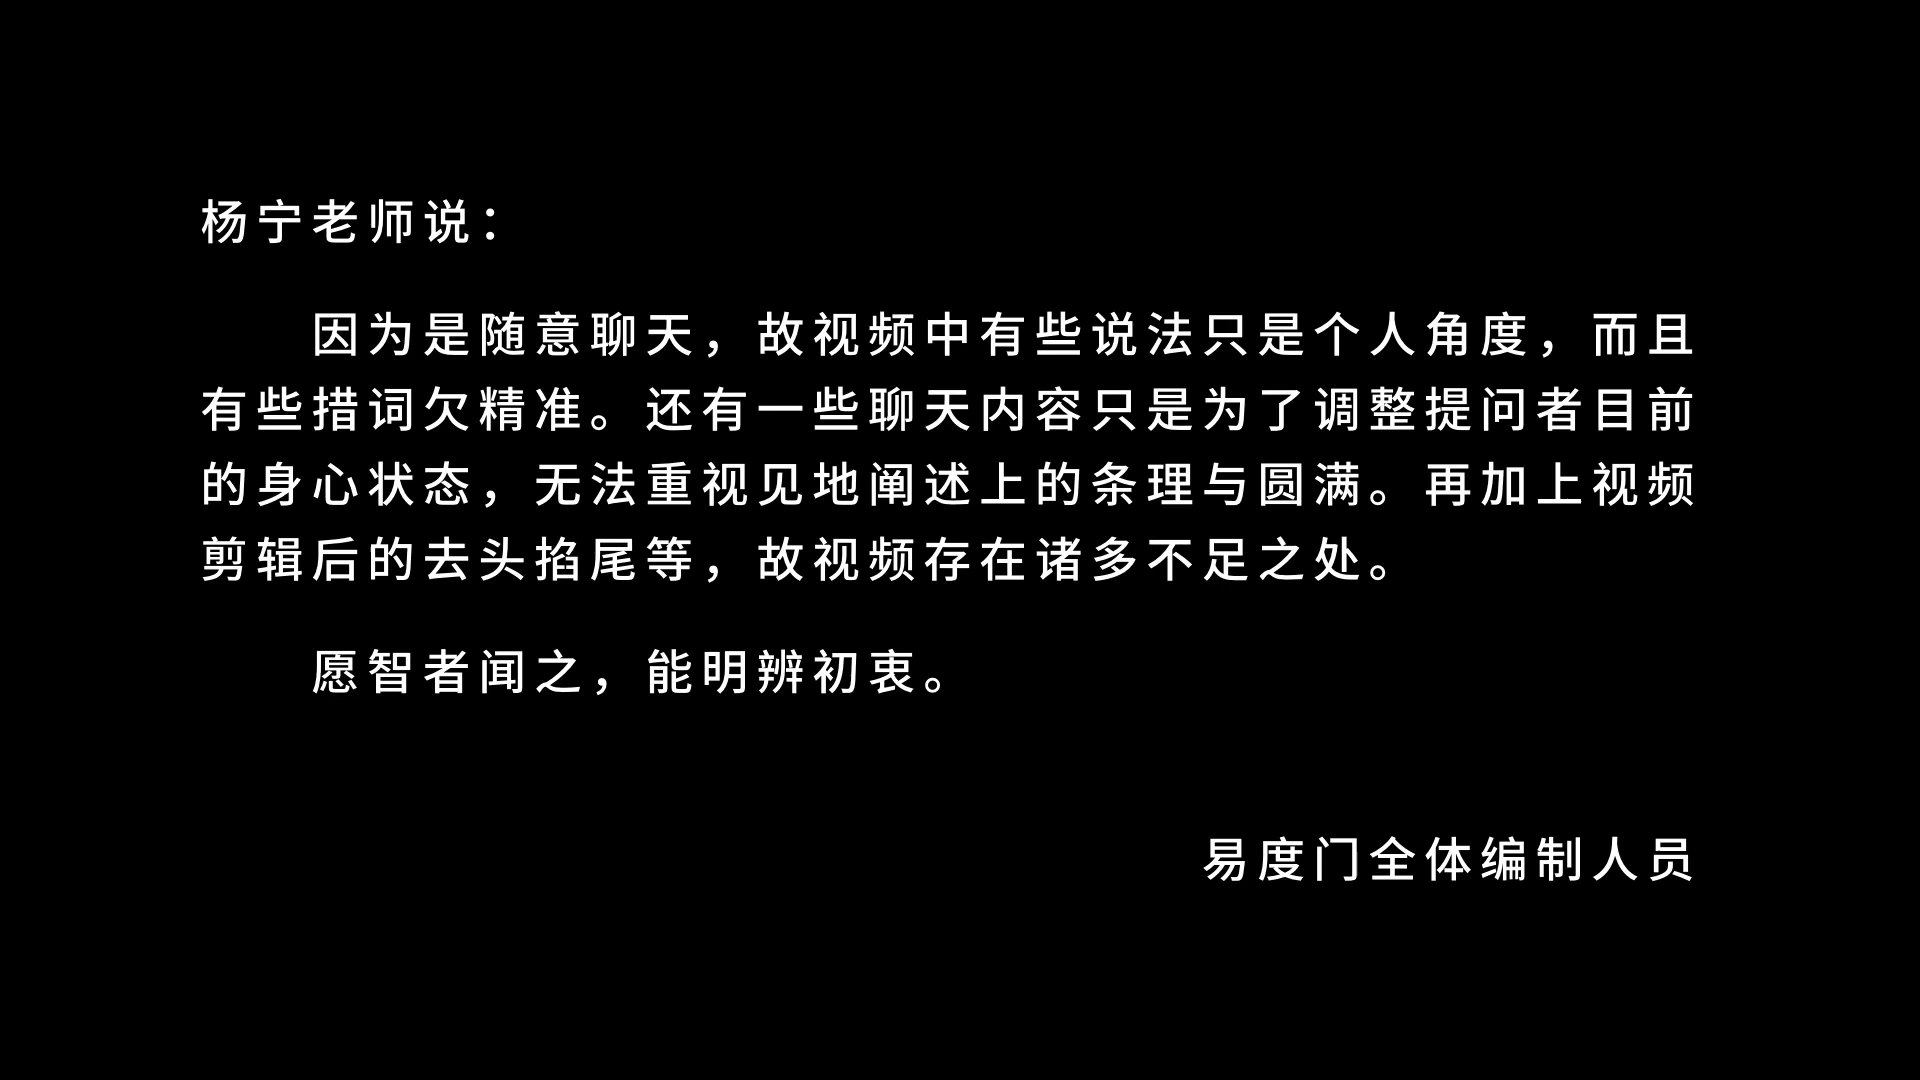 杨宁老师说：
因为是随意聊天，故视频中有些说法只是个人角度，而且
有些措词欠精准。还有一些聊天内容只是为了调整提问者目前
的身心状态，无法重视见地阐述上的条理与圆满。再加上视频
剪辑后的去头掐尾等，故视频存在诸多不足之处。
愿智者闻之，能明辨初衷。
易度门全体编制人员